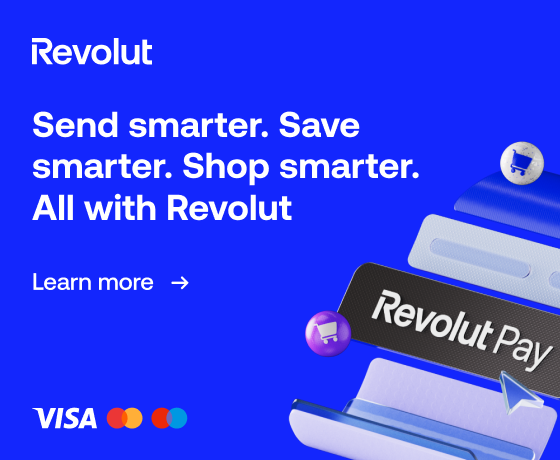 Revolut
Send smarter. Save
smarter. Shop smarter.
All with Revolut
Learn more →
Revolut Pay
VISA